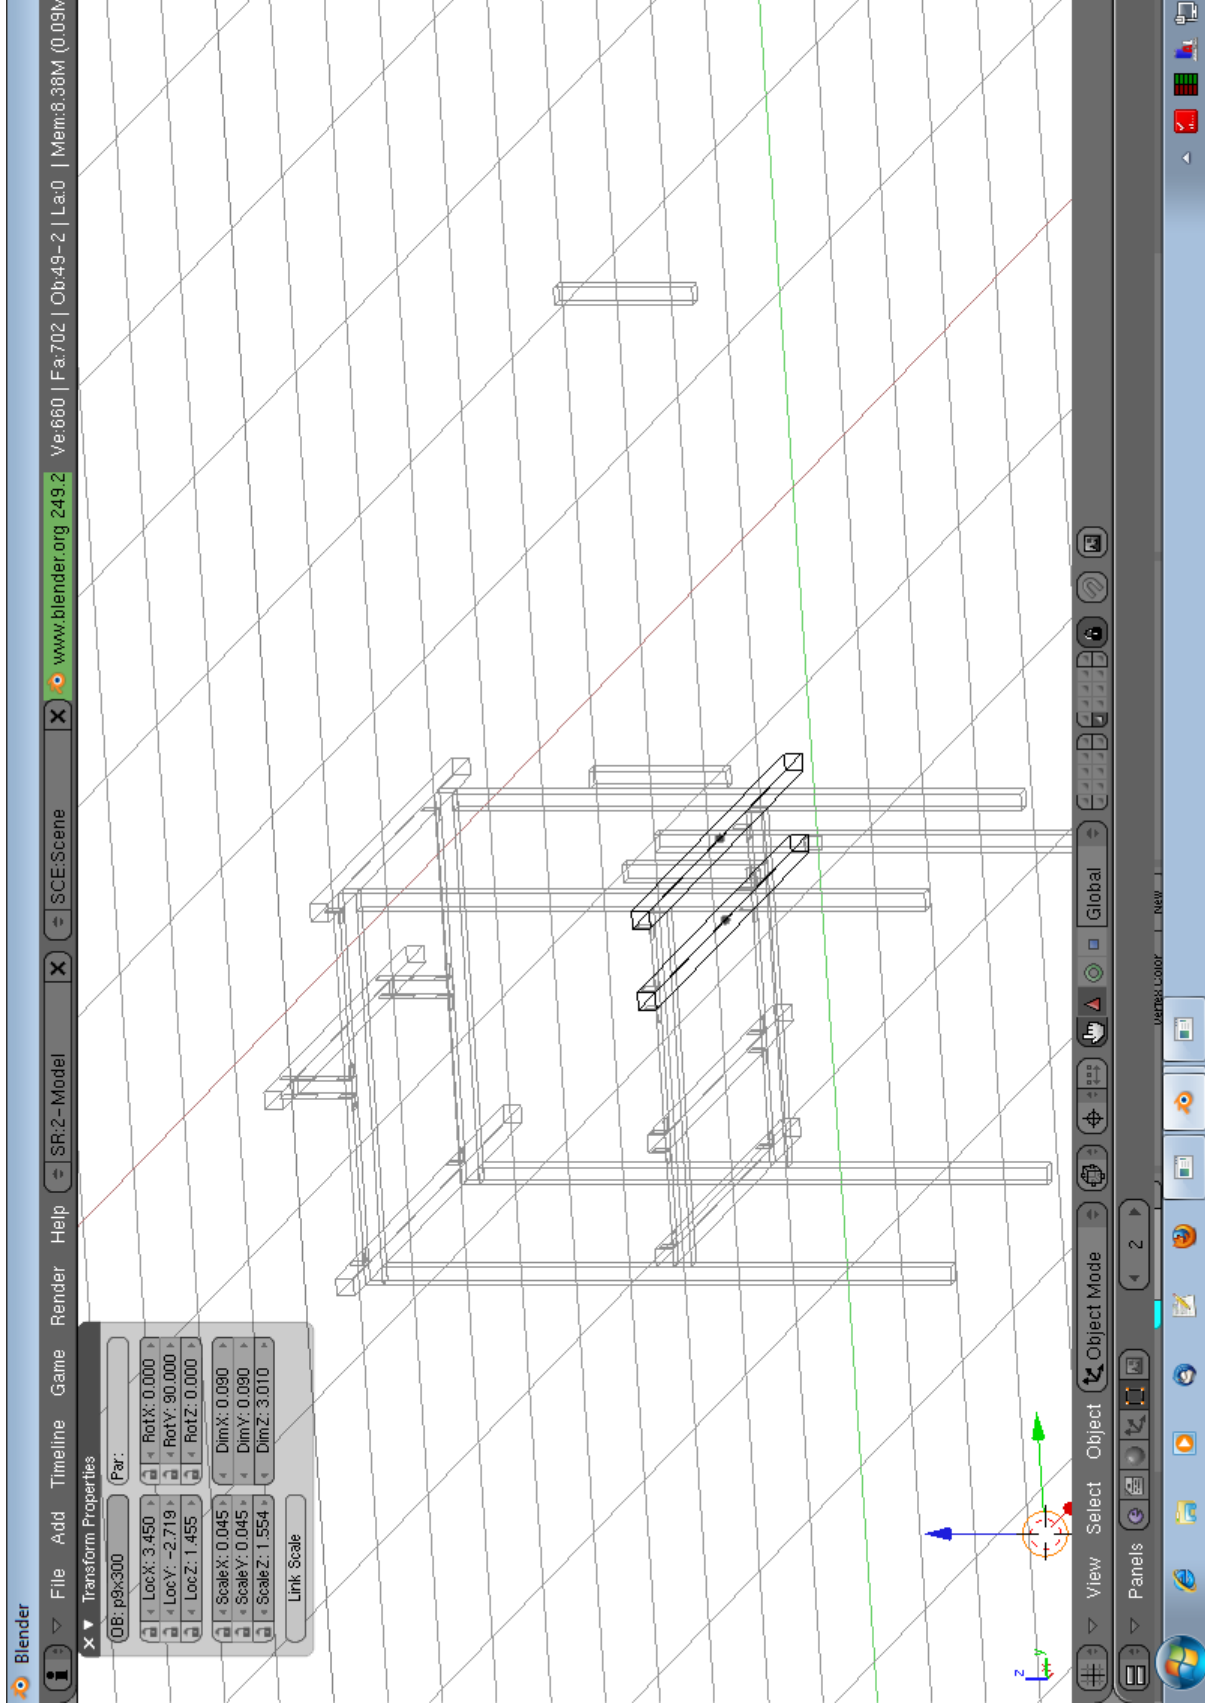 Blender
File Add Timeline Game Render Help SR:2-Model X SCE:Scene X www.blender.org 249.2 Ve:660 | Fa:702 | Ob:49-2 | La:0 | Mem:8.38M (0.09M
X Transform Properties
OB: p9x300 Par:
LocX: 3.450 RotX: 0.000
LocY: -2.719 RotY: 90.000
LocZ: 1.455 RotZ: 0.000
ScaleX: 0.045 DimX: 0.090
ScaleY: 0.045 DimY: 0.090
ScaleZ: 1.554 DimZ: 3.010
Link Scale
z
y
x
View Select Object Object Mode Global
Panels 2
Vertex Color New